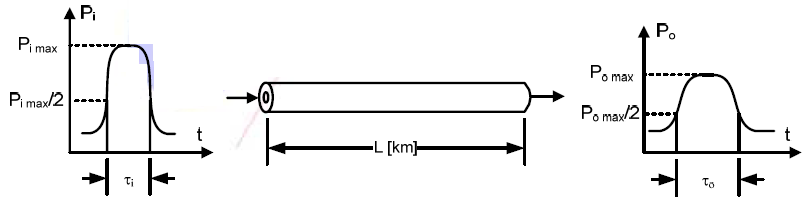 Pi
Pi max
Pi max/2
t
τi
L [km]
Po
Po max
Po max/2
t
τo